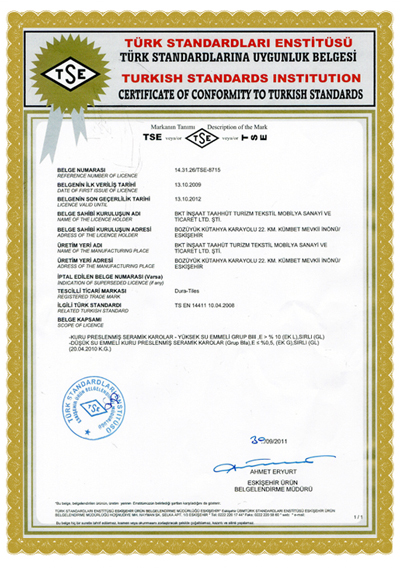 TÜRK STANDARDLARI ENSTİTÜSÜ
TÜRK STANDARDLARINA UYGUNLUK BELGESİ
TURKISH STANDARDS INSTITUTION
CERTIFICATE OF CONFORMITY TO TURKISH STANDARDS
TSE
Markanın Tanımı Description of the Mark
TSE veya/or TSE veya/or TSE
BELGE NUMARASI 14.31.26/TSE-8715
REFERENCE NUMBER OF LICENCE
BELGENİN İLK VERİLİŞ TARİHİ 13.10.2009
DATE OF FIRST ISSUE OF LICENCE
BELGENİN SON GEÇERLİLİK TARİHİ 13.10.2012
LICENCE VALID UNTIL
BELGE SAHİBİ KURULUŞUN ADI BKT İNŞAAT TAAHHÜT TURİZM TEKSTİL MOBİLYA SANAYİ VE
NAME OF THE LICENCE HOLDER TİCARET LTD. ŞTİ.
BELGE SAHİBİ KURULUŞUN ADRESİ BOZÜYÜK KÜTAHYA KARAYOLU 22. KM. KÜMBET MEVKİ İNÖNÜ/
ADRESS OF THE LICENCE HOLDER ESKİŞEHİR
ÜRETİM YERİ ADI BKT İNŞAAT TAAHHÜT TURİZM TEKSTİL MOBİLYA SANAYİ VE
NAME OF THE MANUFACTURING PLACE TİCARET LTD. ŞTİ.
ÜRETİM YERİ ADRESİ BOZÜYÜK KÜTAHYA KARAYOLU 22. KM. KÜMBET MEVKİ İNÖNÜ/
ADDRESS OF THE MANUFACTURING PLACE ESKİŞEHİR
İPTAL EDİLEN BELGE NUMARASI (Varsa)
INDICATION OF SUPERSEDED LICENCE (if any)
TESCİLLİ TİCARİ MARKASI Dura-Tiles
REGISTERED TRADE MARK
İLGİLİ TÜRK STANDARDI TS EN 14411 10.04.2008
RELATED TURKISH STANDARD
BELGE KAPSAMI
SCOPE OF LICENCE
-KURU PRESLENMİŞ SERAMİK KAROLAR - YÜKSEK SU EMMELİ GRUP BIII ,E > % 10 (EK L),SIRLI (GL)
-DÜŞÜK SU EMMELİ KURU PRESLENMİŞ SERAMİK KAROLAR (Grup BIa),E ≤ %0,5, (EK G),SIRLI (GL)
(20.04.2010 K.G.)
TÜRK STANDARDLARI ENSTİTÜSÜ
TSE
30/09/2011
AHMET ERYURT
ESKİŞEHİR ÜRÜN
BELGELENDİRME MÜDÜRÜ
1 / 1